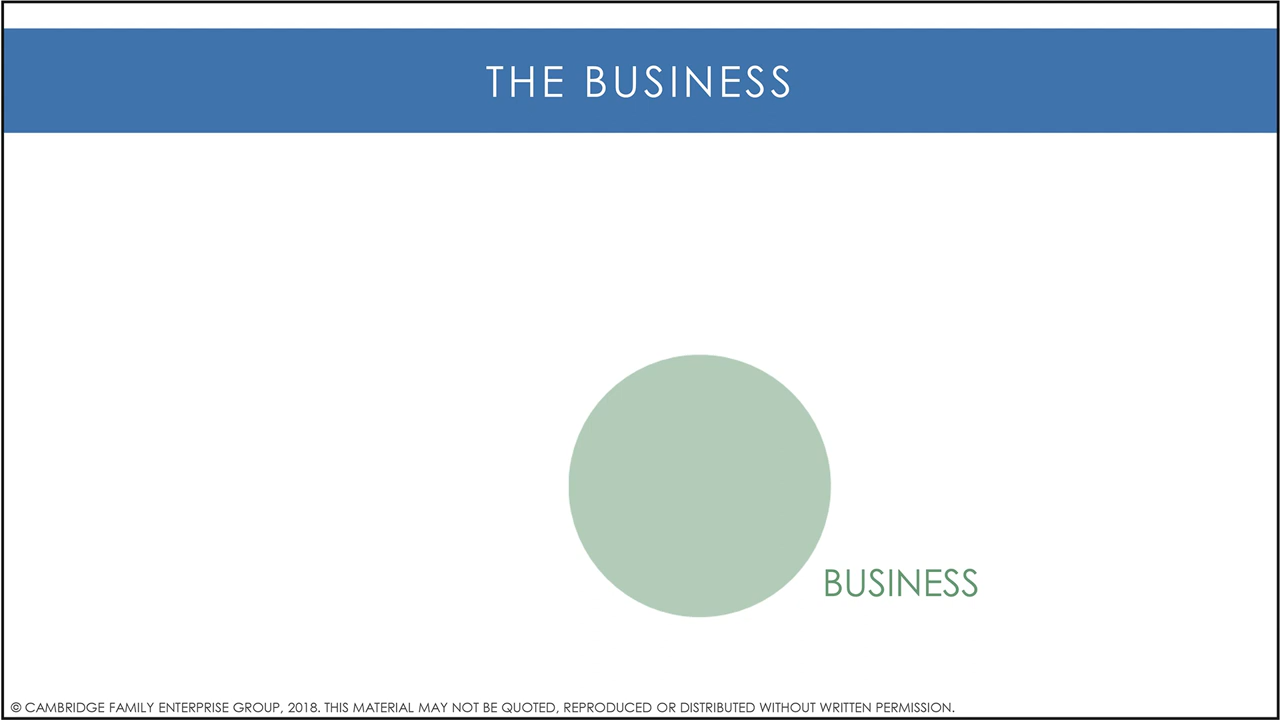 THE BUSINESS
BUSINESS
© CAMBRIDGE FAMILY ENTERPRISE GROUP, 2018. THIS MATERIAL MAY NOT BE QUOTED, REPRODUCED OR DISTRIBUTED WITHOUT WRITTEN PERMISSION.